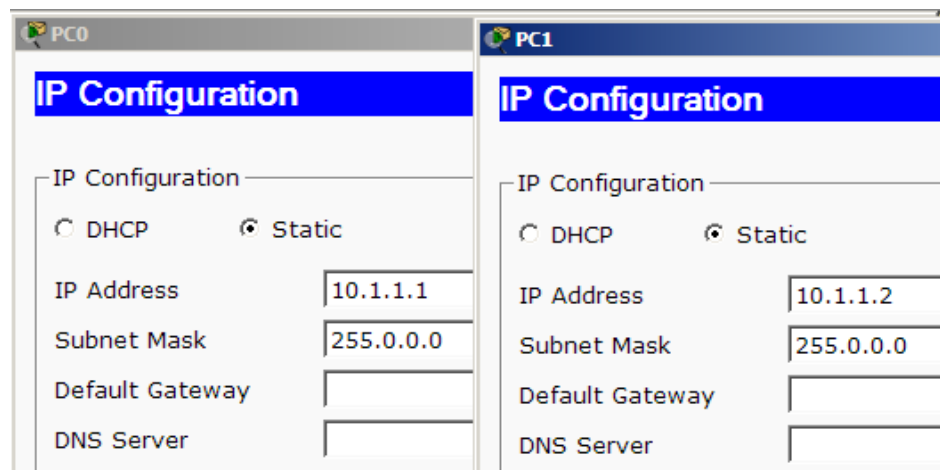 PC0
IP Configuration
IP Configuration
DHCP Static
IP Address 10.1.1.1
Subnet Mask 255.0.0.0
Default Gateway
DNS Server
PC1
IP Configuration
IP Configuration
DHCP Static
IP Address 10.1.1.2
Subnet Mask 255.0.0.0
Default Gateway
DNS Server